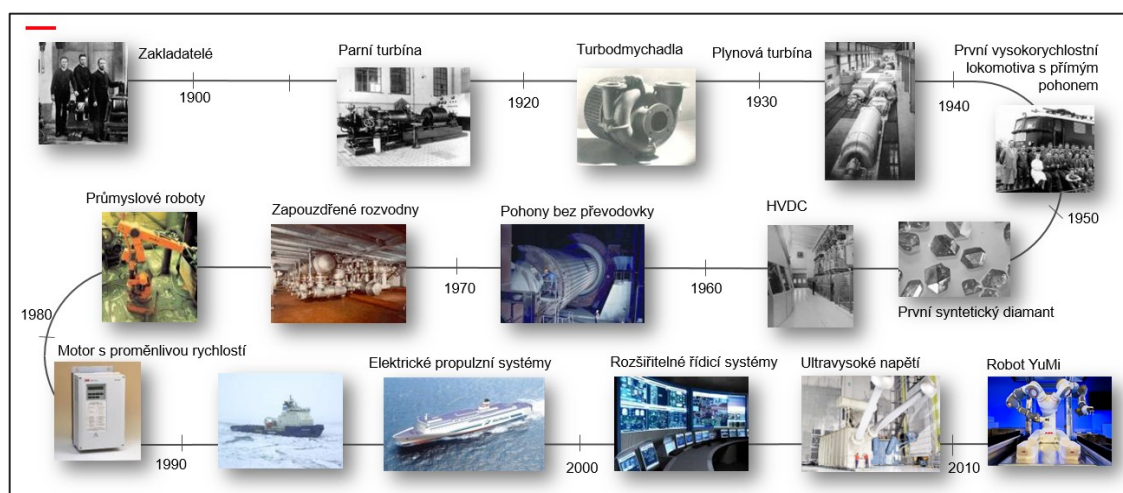 Zakladatelé
1900
Parní turbína
1920
Turbodmychadla
Plynová turbína
1930
1940
První vysokorychlostní
lokomotiva s přímým
pohonem
1950
První syntetický diamant
HVDC
1960
Pohony bez převodovky
1970
Zapouzdřené rozvodny
Průmyslové roboty
1980
Motor s proměnlivou rychlostí
1990
Elektrické propulzní systémy
2000
Rozšiřitelné řídicí systémy
Ultravysoké napětí
2010
Robot YuMi